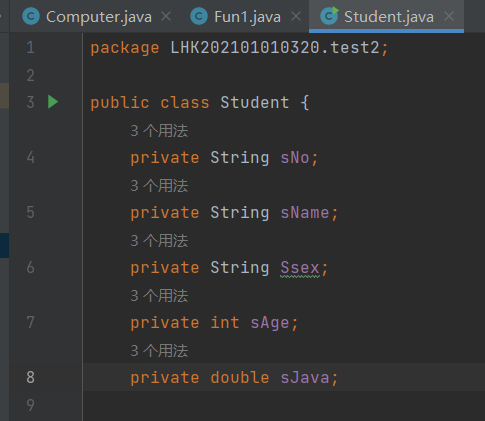 Computer.java Fun1.java Student.java
1 package LHK202101010320.test2;
2
3 public class Student {
3 个用法
4 private String sNo;
3 个用法
5 private String sName;
3 个用法
6 private String Ssex;
3 个用法
7 private int sAge;
3 个用法
8 private double sJava;
9